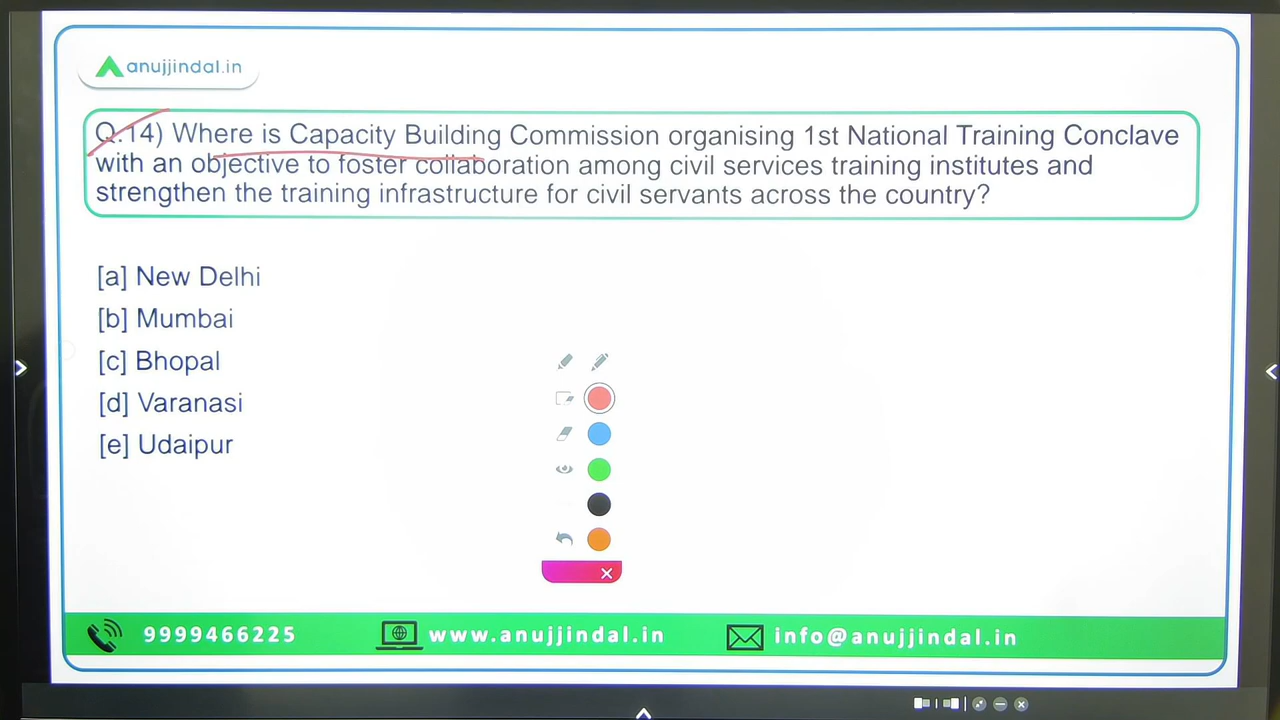 anujjindal.in
Q.14) Where is Capacity Building Commission organising 1st National Training Conclave
with an objective to foster collaboration among civil services training institutes and
strengthen the training infrastructure for civil servants across the country?
[a] New Delhi
[b] Mumbai
[c] Bhopal
[d] Varanasi
[e] Udaipur
9999466225 www.anujjindal.in info@anujjindal.in